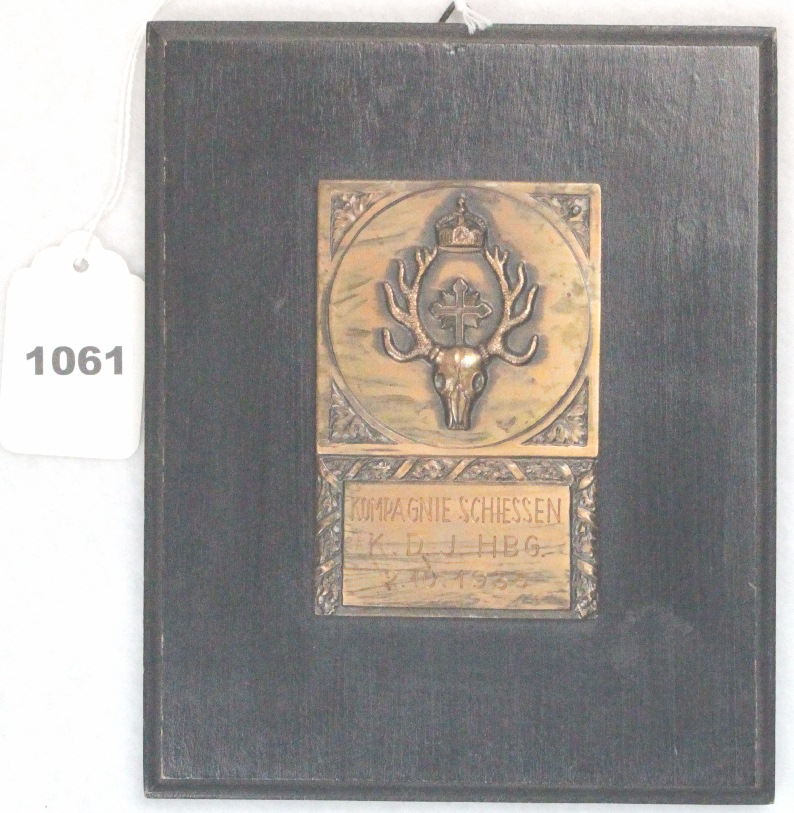 1061
KOMPAGNIE SCHIESSEN
K. D. J. HBG.